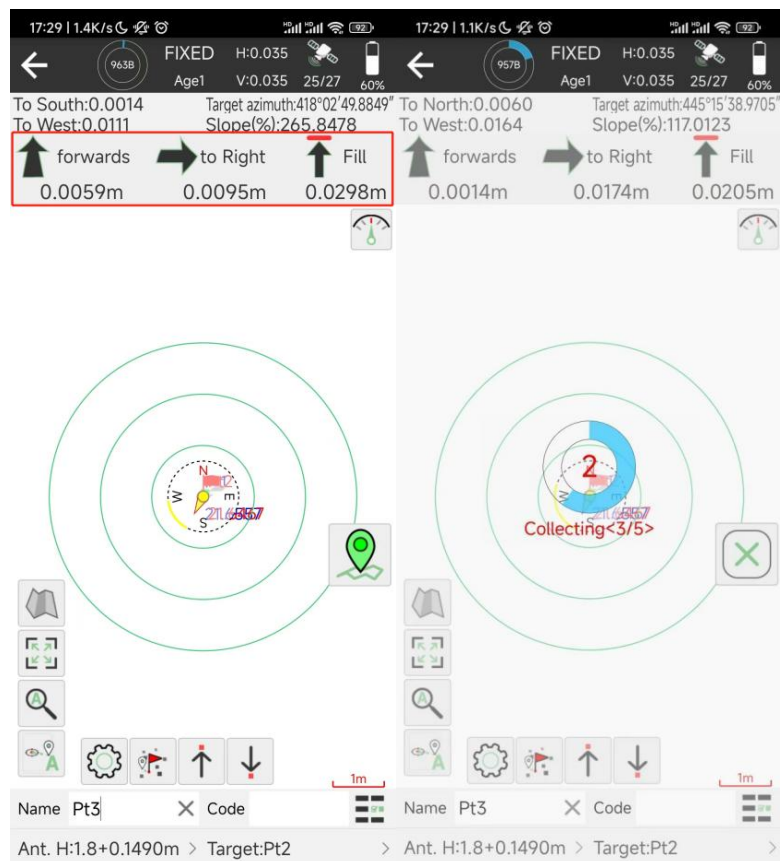 17:29 | 1.4K/s
HD HD 92
963B FIXED H:0.035
Age1 V:0.035 25/27 60%
To South:0.0014 Target azimuth:418°02'49.8849"
To West:0.0111 Slope(%):265.8478
forwards to Right Fill
0.0059m 0.0095m 0.0298m
N
W E
S
1m
Name Pt3 Code
Ant. H:1.8+0.1490m > Target:Pt2 >
17:29 | 1.1K/s
HD HD 92
957B FIXED H:0.035
Age1 V:0.035 25/27 60%
To North:0.0060 Target azimuth:445°15'38.9705"
To West:0.0164 Slope(%):117.0123
forwards to Right Fill
0.0014m 0.0174m 0.0205m
2
W E
S
Collecting<3/5>
1m
Name Pt3 Code
Ant. H:1.8+0.1490m > Target:Pt2 >